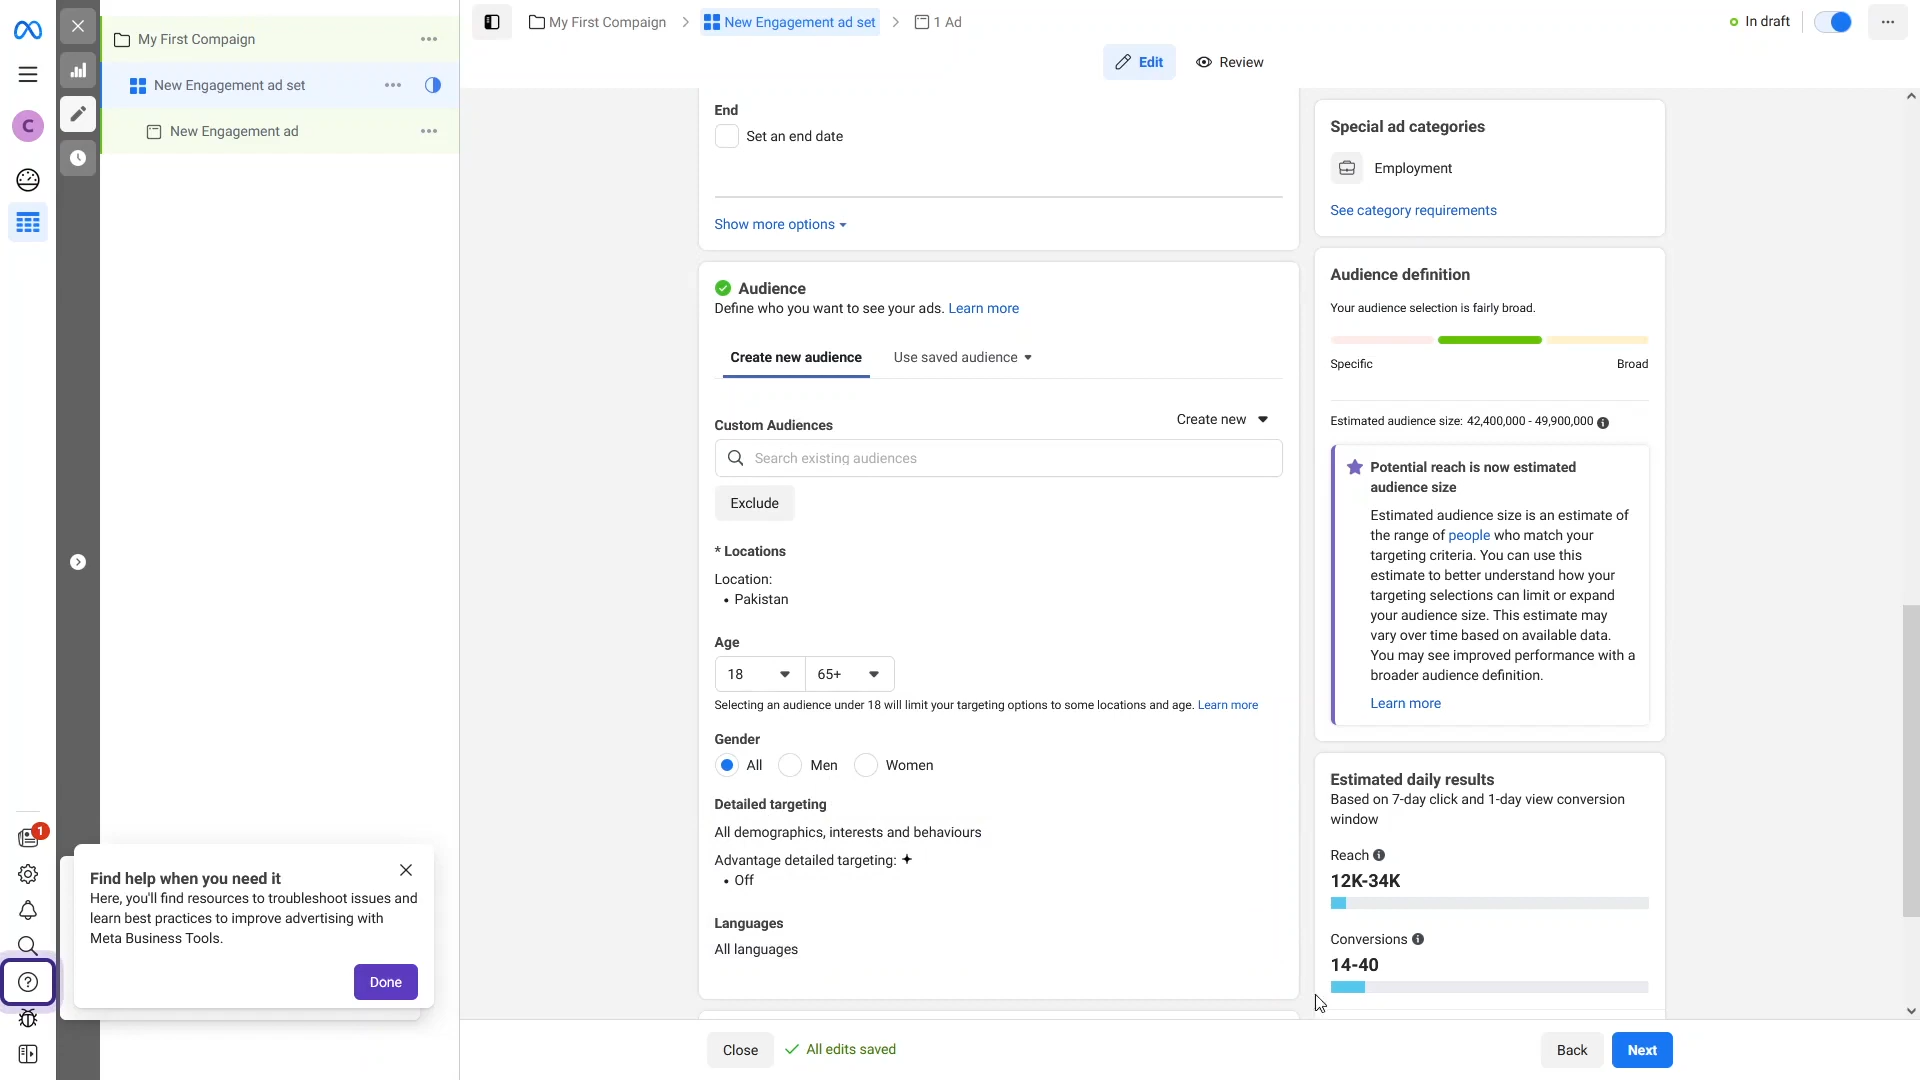 My First Compaign
New Engagement ad set
1 Ad
In draft
Edit
Review
My First Compaign
New Engagement ad set
New Engagement ad
C
End
Set an end date
Show more options
Audience
Define who you want to see your ads. Learn more
Create new audience
Use saved audience
Custom Audiences
Create new
Search existing audiences
Exclude
* Locations
Location:
• Pakistan
Age
18
65+
Selecting an audience under 18 will limit your targeting options to some locations and age. Learn more
Gender
All
Men
Women
Detailed targeting
All demographics, interests and behaviours
Advantage detailed targeting:
• Off
Languages
All languages
Special ad categories
Employment
See category requirements
Audience definition
Your audience selection is fairly broad.
Specific
Broad
Estimated audience size: 42,400,000 - 49,900,000
Potential reach is now estimated
audience size
Estimated audience size is an estimate of
the range of people who match your
targeting criteria. You can use this
estimate to better understand how your
targeting selections can limit or expand
your audience size. This estimate may
vary over time based on available data.
You may see improved performance with a
broader audience definition.
Learn more
Estimated daily results
Based on 7-day click and 1-day view conversion
window
Reach
12K-34K
Conversions
14-40
1
Find help when you need it
Here, you'll find resources to troubleshoot issues and
learn best practices to improve advertising with
Meta Business Tools.
Done
Close
All edits saved
Back
Next